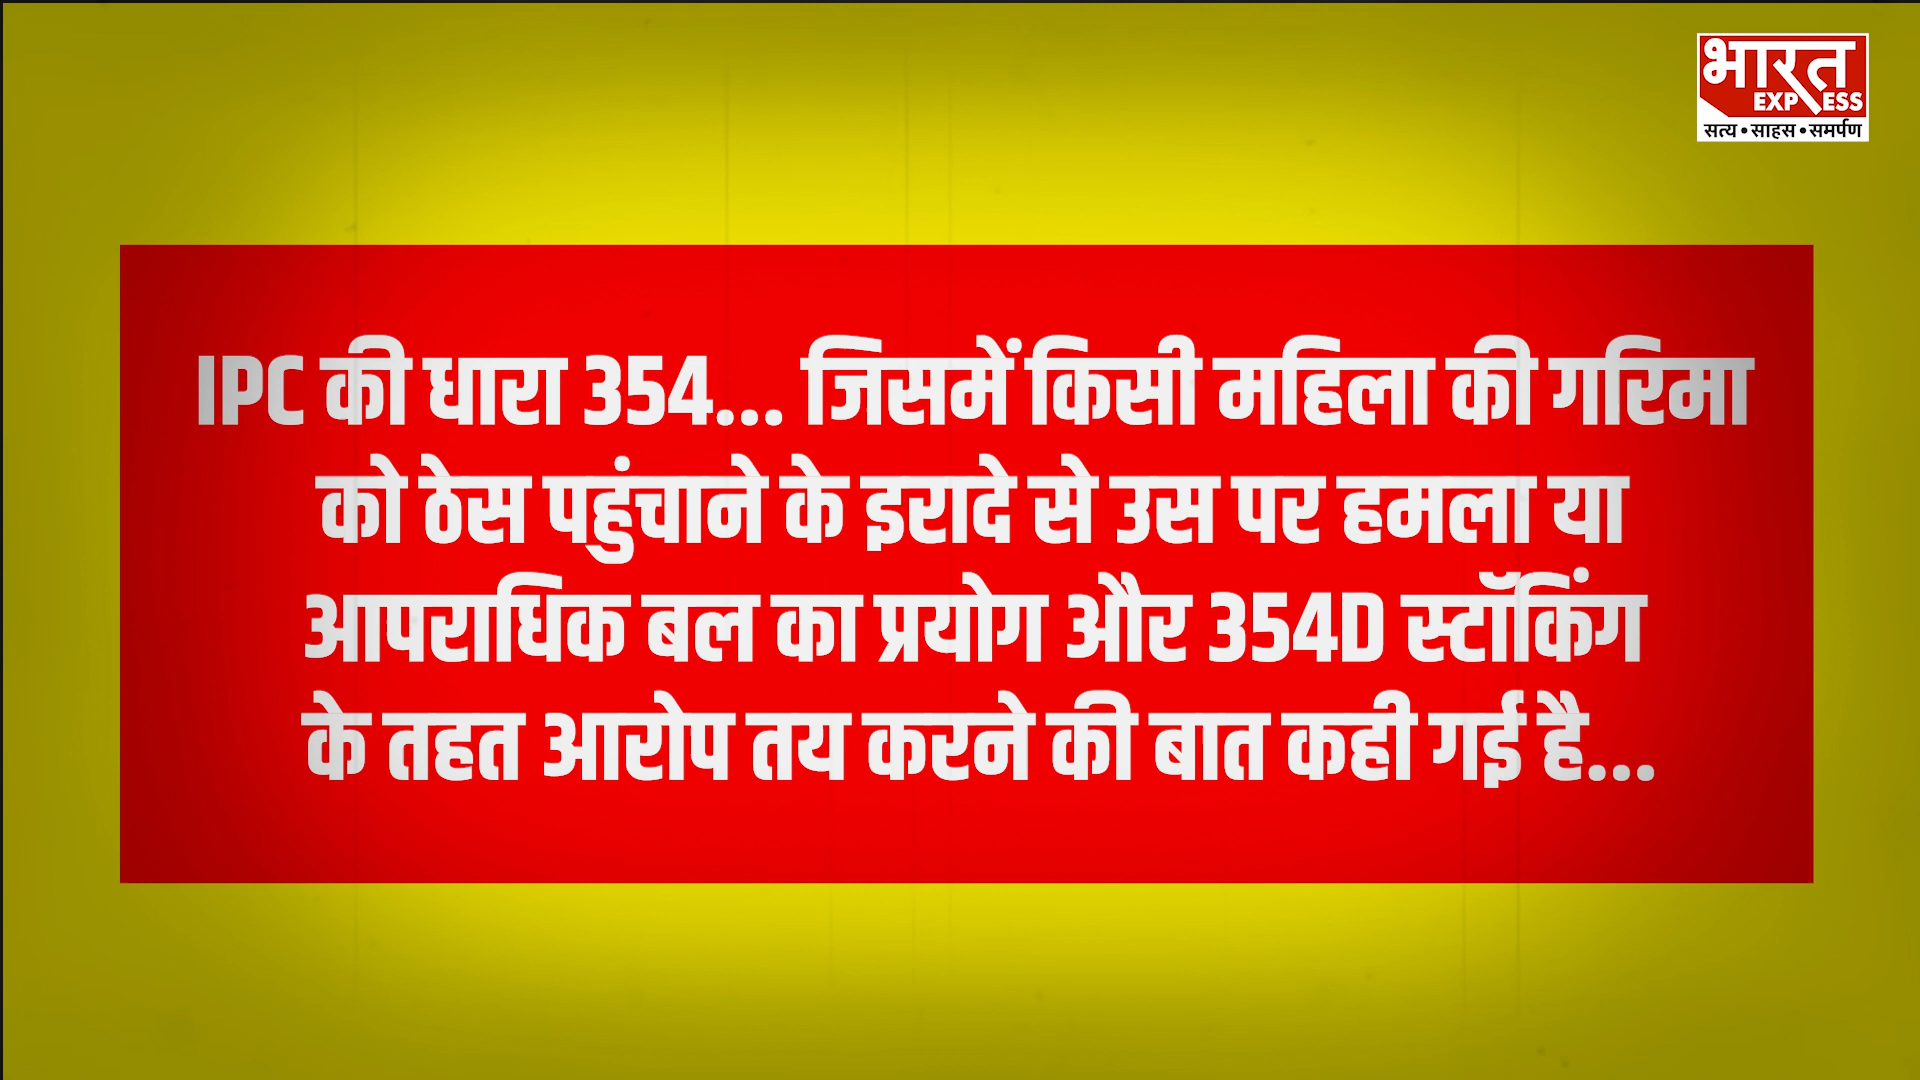 भारत
EXPRESS
सत्य • साहस • समर्पण
IPC की धारा 354... जिसमें किसी महिला की गरिमा
को ठेस पहुंचाने के इरादे से उस पर हमला या
आपराधिक बल का प्रयोग और 354D स्टॉकिंग
के तहत आरोप तय करने की बात कही गई है...